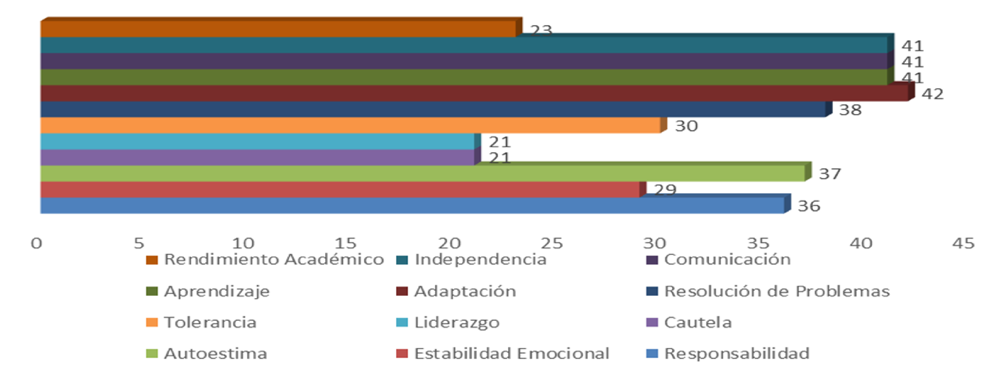 23
41
41
41
42
38
30
21
21
37
29
36
0 5 10 15 20 25 30 35 40 45
Rendimiento Académico Independencia Comunicación
Aprendizaje Adaptación Resolución de Problemas
Tolerancia Liderazgo Cautela
Autoestima Estabilidad Emocional Responsabilidad